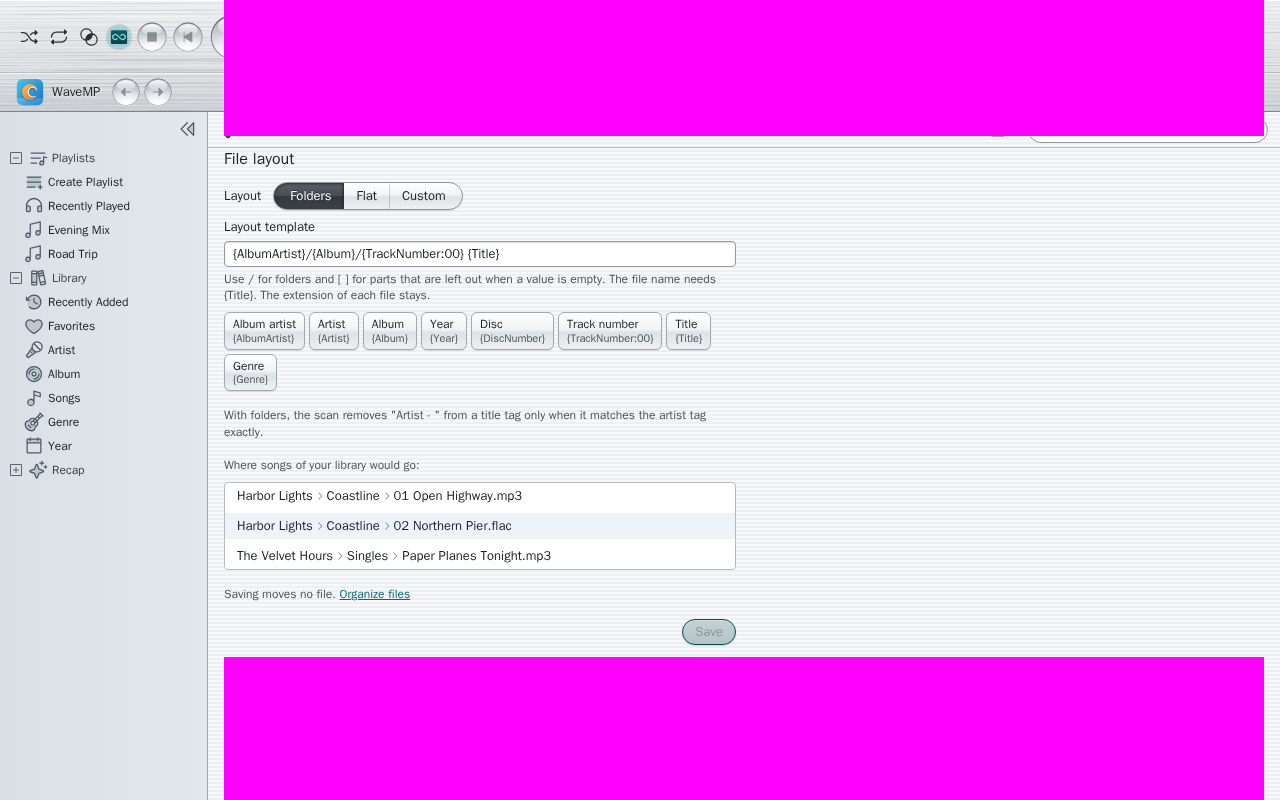 WaveMP
Playlists
Create Playlist
Recently Played
Evening Mix
Road Trip
Library
Recently Added
Favorites
Artist
Album
Songs
Genre
Year
Recap
File layout
Layout Folders Flat Custom
Layout template
{AlbumArtist}/{Album}/{TrackNumber:00} {Title}
Use / for folders and [ ] for parts that are left out when a value is empty. The file name needs
{Title}. The extension of each file stays.
Album artist Artist Album Year Disc Track number Title
{AlbumArtist} {Artist} {Album} {Year} {DiscNumber} {TrackNumber:00} {Title}
Genre
{Genre}
With folders, the scan removes "Artist - " from a title tag only when it matches the artist tag
exactly.
Where songs of your library would go:
Harbor Lights > Coastline > 01 Open Highway.mp3
Harbor Lights > Coastline > 02 Northern Pier.flac
The Velvet Hours > Singles > Paper Planes Tonight.mp3
Saving moves no file. Organize files
Save